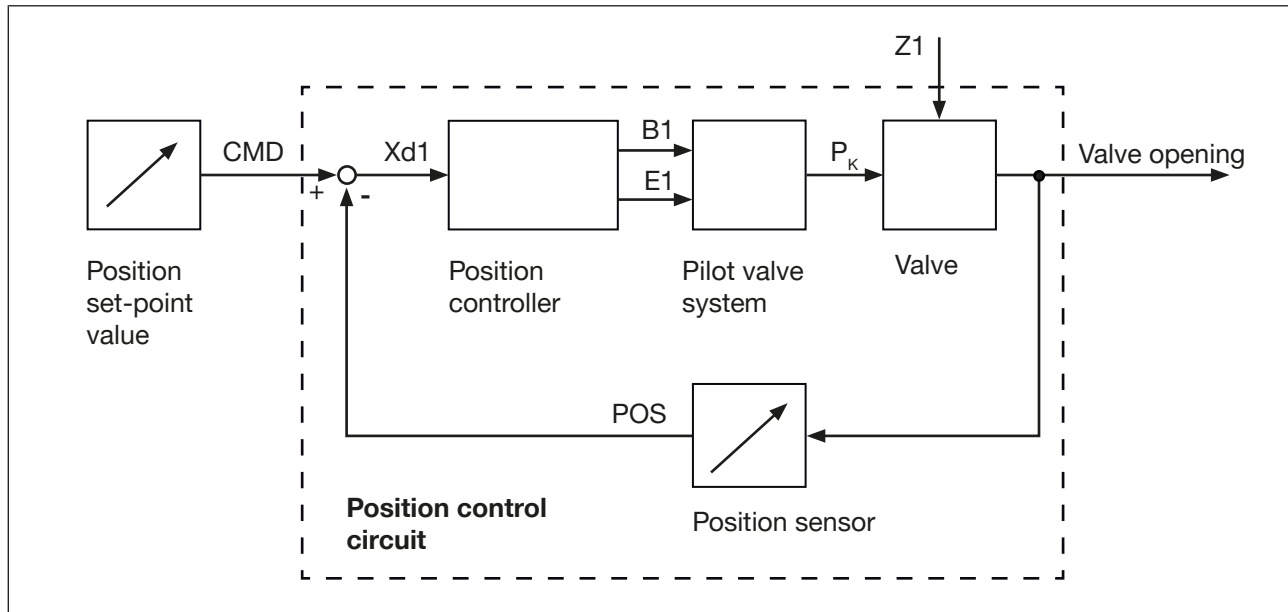 Z1
CMD
+
-
Xd1
B1
E1
P_K
Valve opening
Position
set-point
value
Position
controller
Pilot valve
system
Valve
POS
Position sensor
Position control
circuit